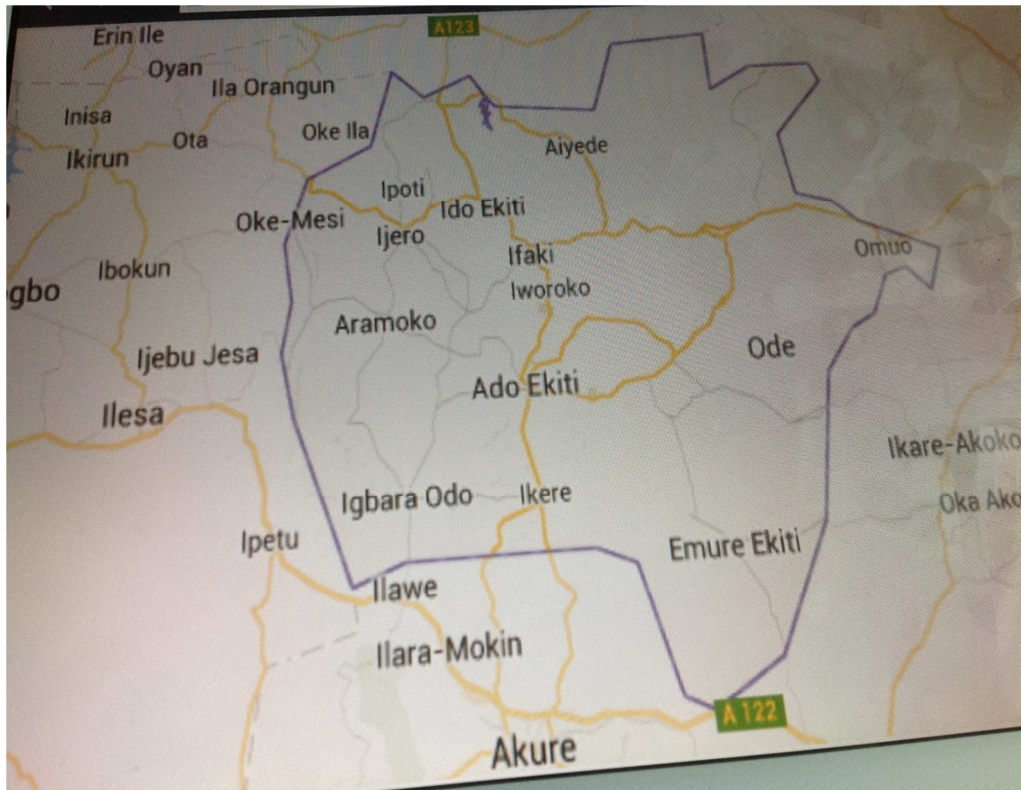 Erin Ile
A123
Oyan
Ila Orangun
Inisa
Oke Ila
Ota
Aiyede
Ikirun
Ipoti
Ido Ekiti
Oke-Mesi
Ijero
Omuo
Ifaki
Ibokun
gbo
Iworoko
Aramoko
Ode
Ijebu Jesa
Ado Ekiti
Ilesa
Ikare-Akoko
Igbara Odo
Ikere
Oka Ako
Ipetu
Emure Ekiti
Ilawe
Ilara-Mokin
A 122
Akure